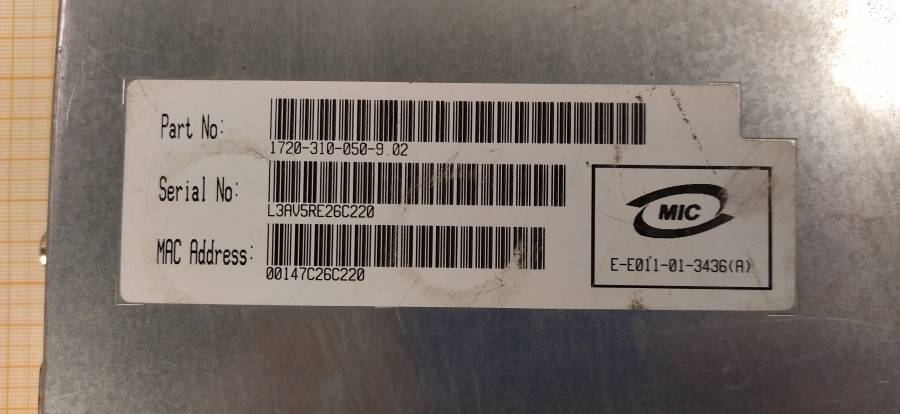 Part No:
1720-310-050-9.02
Serial No:
L3AV5RE26C220
MAC Address:
00147C26C220
MIC
E-E011-01-3436(A)